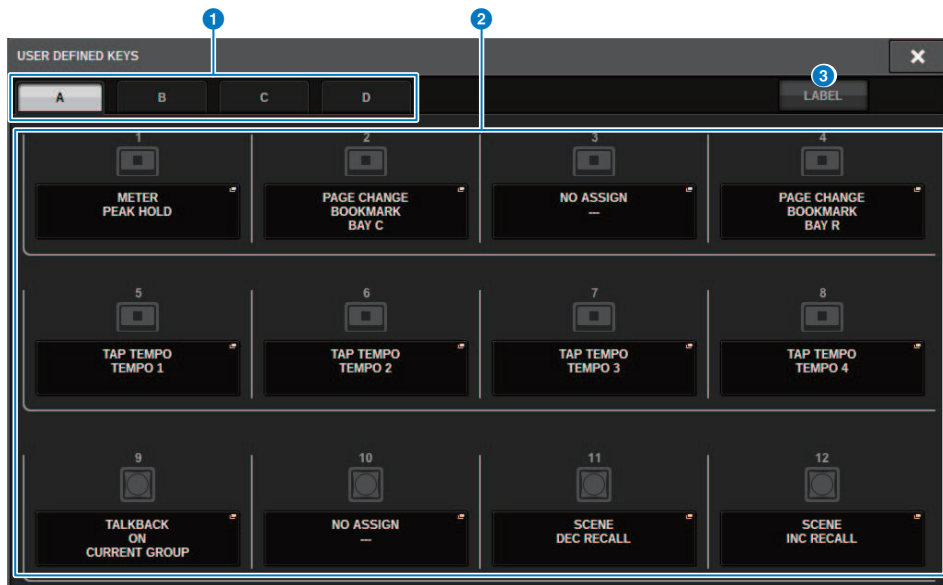 1 2
USER DEFINED KEYS ×
3
A B C D LABEL
1 2 3 4
METER
PEAK HOLD
PAGE CHANGE
BOOKMARK
BAY C
NO ASSIGN
---
PAGE CHANGE
BOOKMARK
BAY R
5 6 7 8
TAP TEMPO
TEMPO 1
TAP TEMPO
TEMPO 2
TAP TEMPO
TEMPO 3
TAP TEMPO
TEMPO 4
9 10 11 12
TALKBACK
ON
CURRENT GROUP
NO ASSIGN
---
SCENE
DEC RECALL
SCENE
INC RECALL